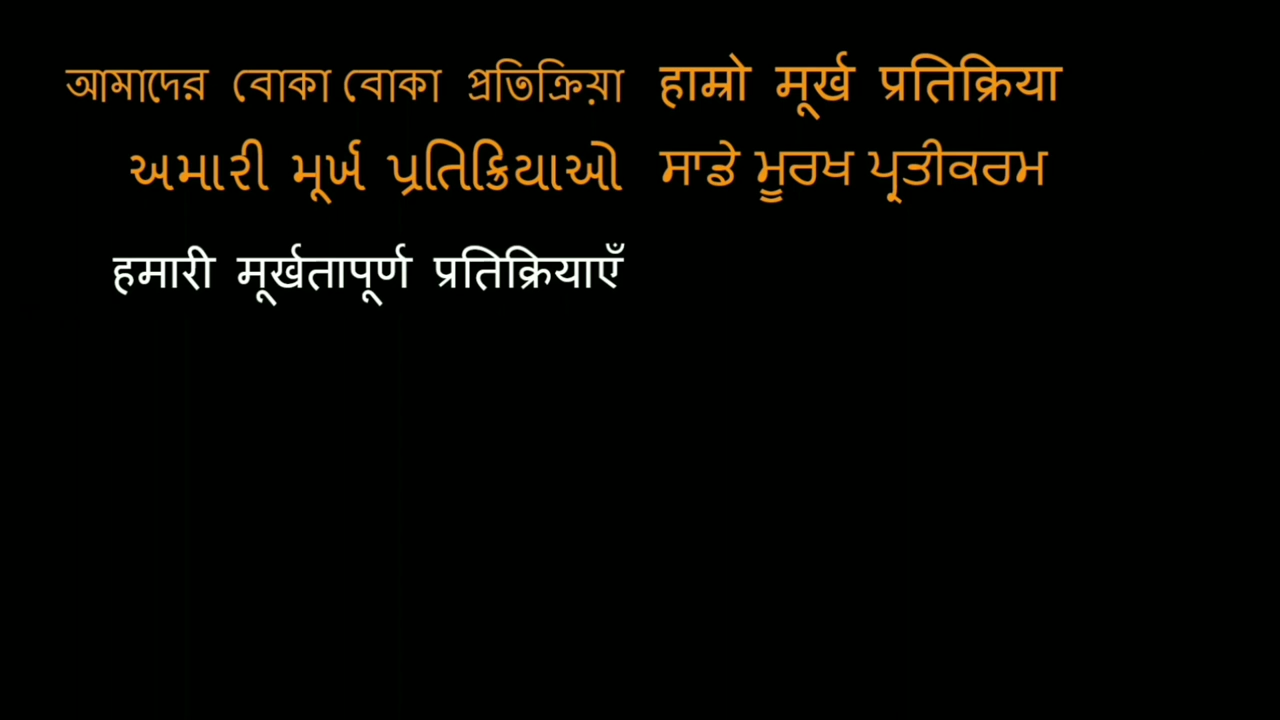 আমাদের বোকা বোকা প্রতিক্রিয়া हाम्रो मूर्ख प्रतिक्रिया
અમારી મૂર્ખ પ્રતિક્રિયાઓ ਸਾਡੇ ਮੂਰਖ ਪ੍ਰਤੀਕਰਮ
हमारी मूर्खतापूर्ण प्रतिक्रियाएँ